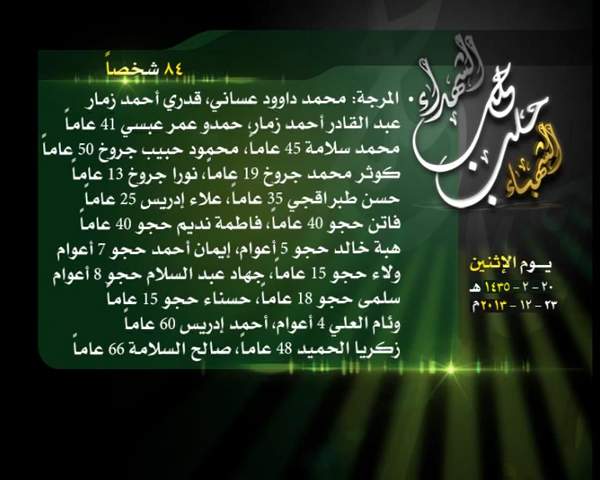 ٨٤ شخصاً
• المرجة: محمد داوود عساني، قدري أحمد زمار
عبد القادر أحمد زمار، حمدو عمر عبسي 41 عاماً
محمد سلامة 45 عاماً، محمود حبيب جروخ 50 عاماً
كوثر محمد جروخ 19 عاماً، نورا جروخ 13 عاماً
حسن طبراقجي 35 عاماً، علاء إدريس 25 عاماً
فاتن حجو 40 عاماً، فاطمة نديم حجو 40 عاماً
هبة خالد حجو 5 أعوام، إيمان أحمد حجو 7 أعوام
ولاء حجو 15 عاماً، جهاد عبد السلام حجو 8 أعوام
سلمى حجو 18 عاماً، حسناء حجو 15 عاماً
وئام العلي 4 أعوام، أحمد إدريس 60 عاماً
زكريا الحميد 48 عاماً، صالح السلامة 66 عاماً
الشهداء
حلب
حلب
الشهباء
يوم الإثنين
٢٠ - ٢ - ١٤٣٥ هـ
٢٣ - ١٢ - ٢٠١٣ م